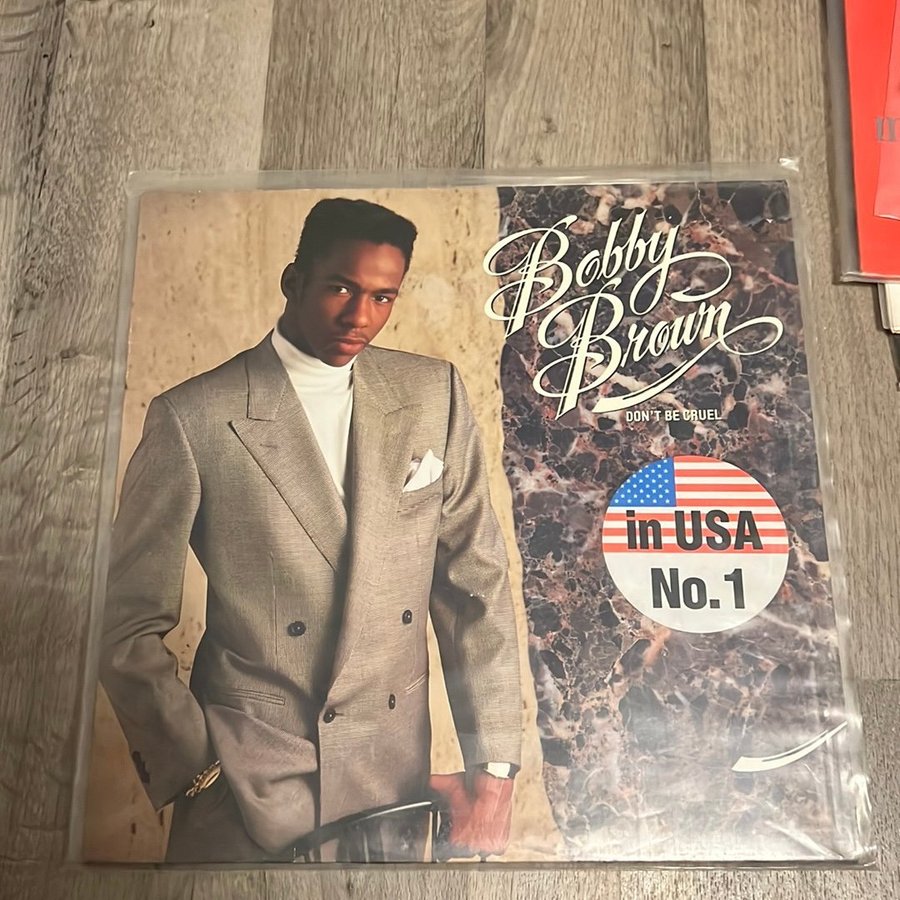 Bobby
Brown
DON'T BE CRUEL
in USA
No.1